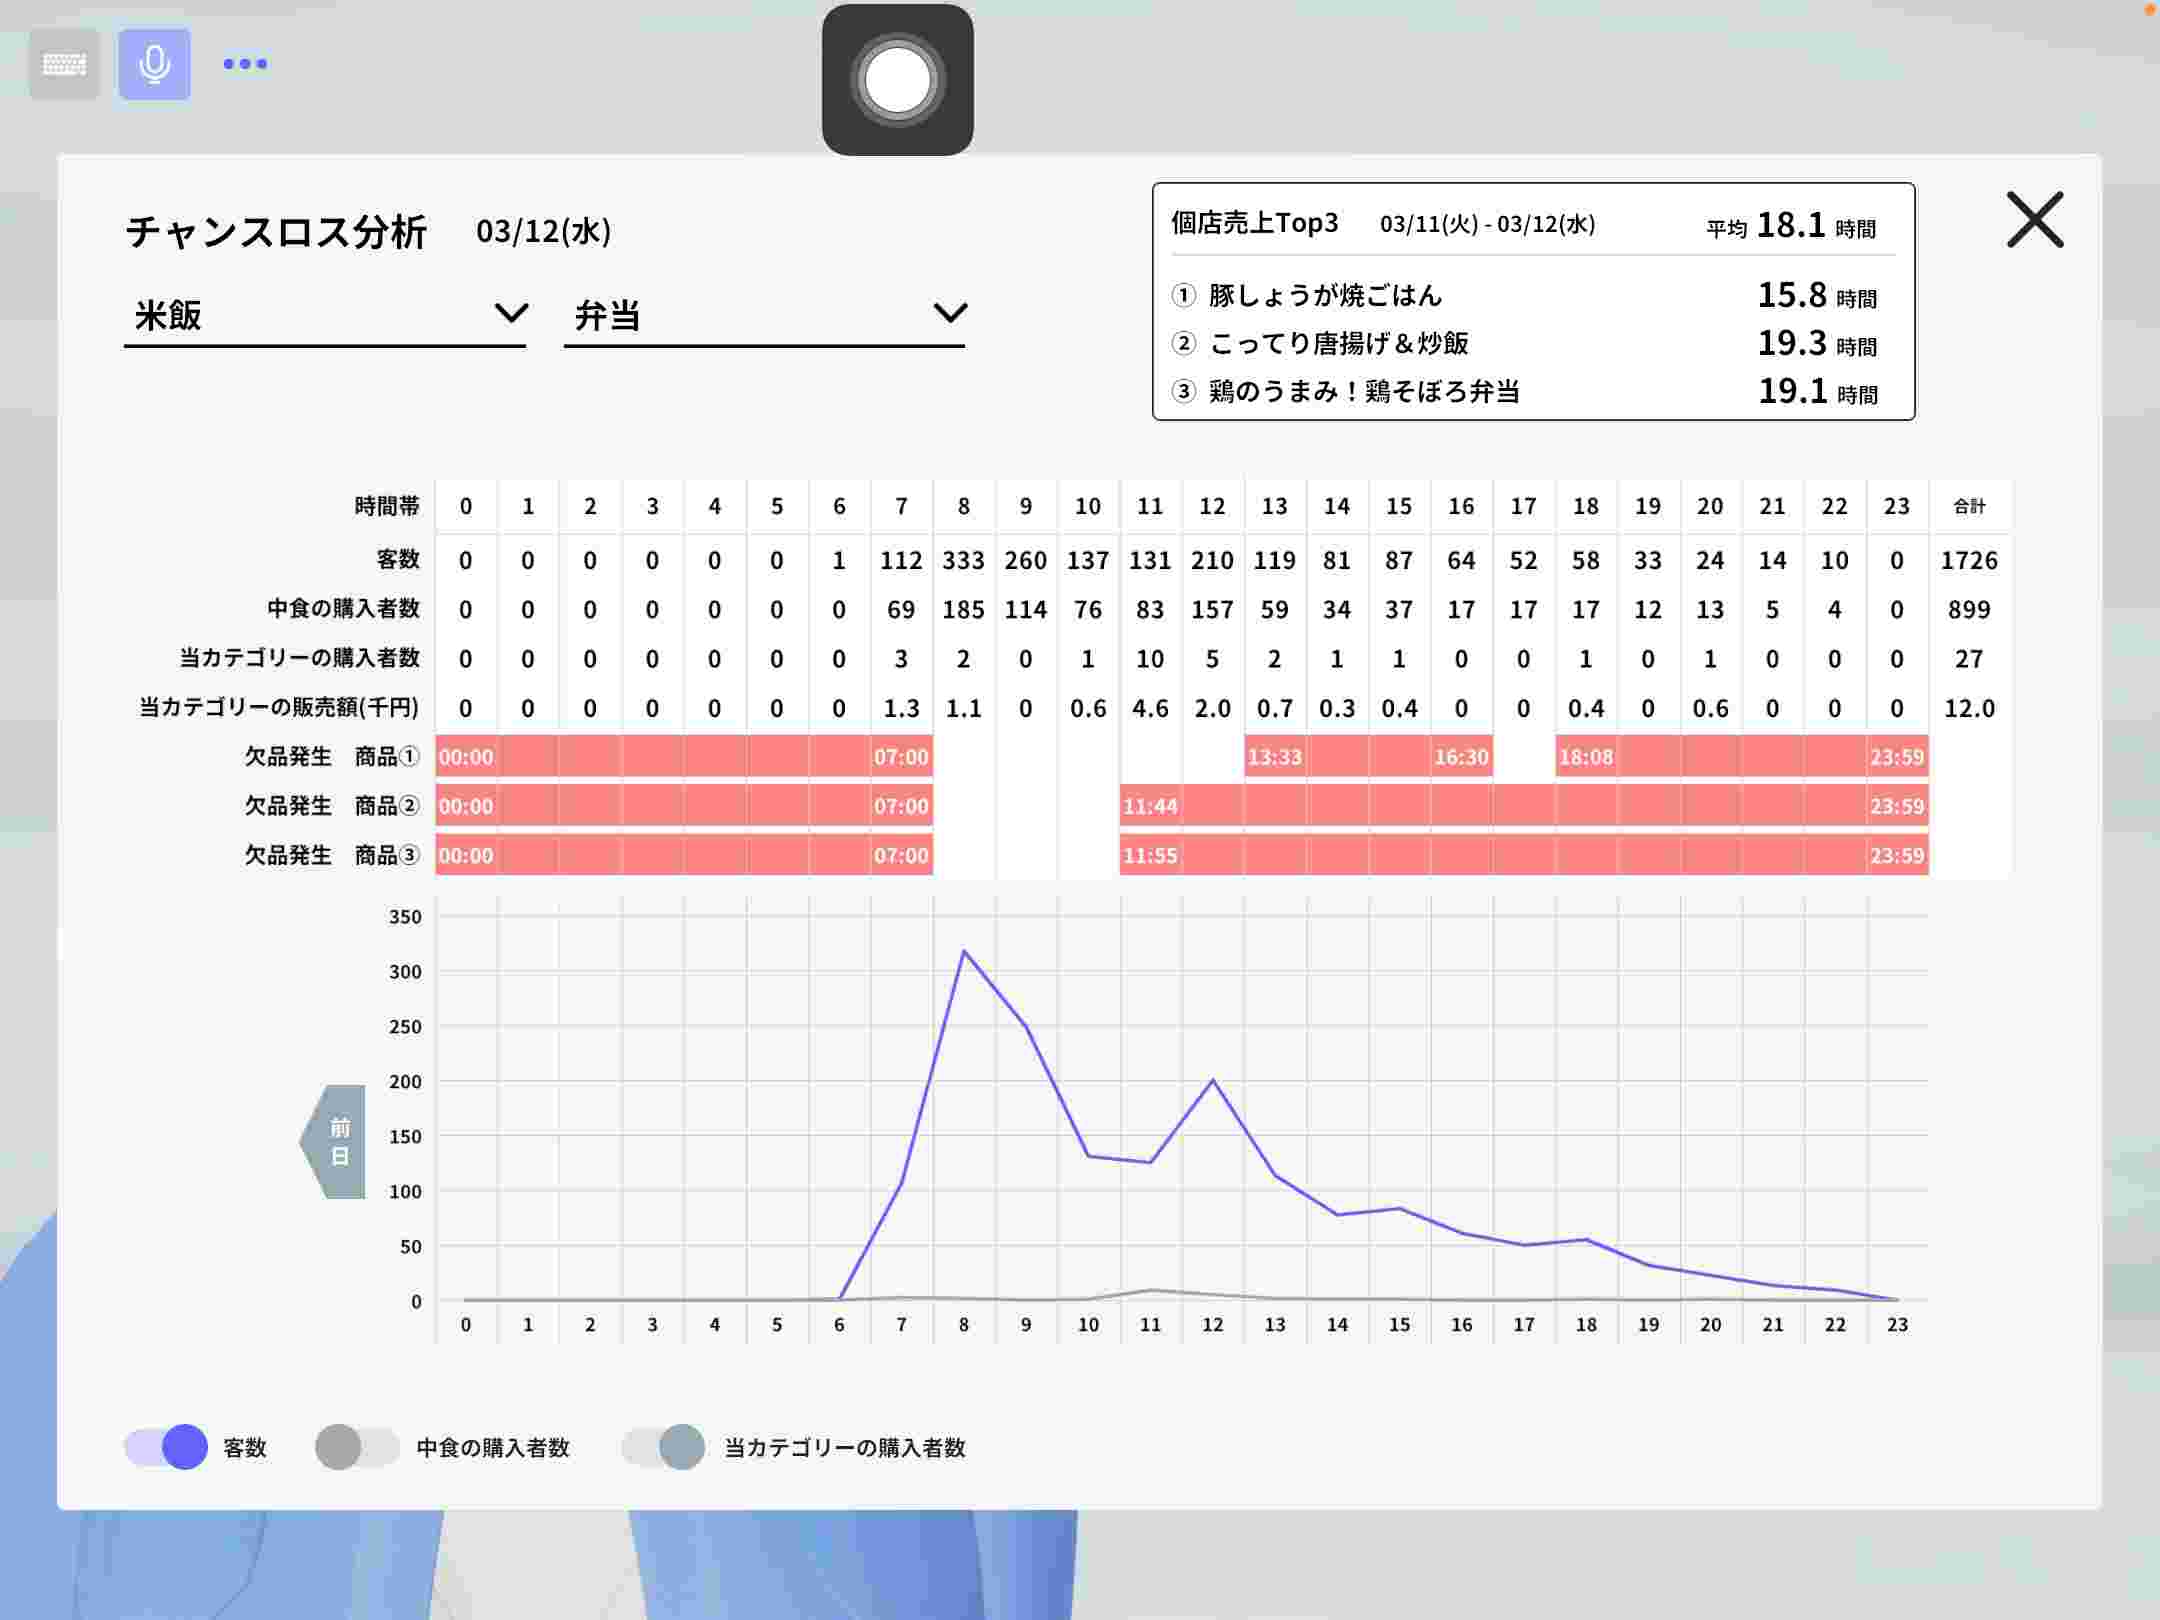 チャンスロス分析 03/12(水)
米飯 弁当
個店売上Top3 03/11(火) - 03/12(水) 平均 18.1 時間
① 豚しょうが焼ごはん 15.8 時間
② こってり唐揚げ＆炒飯 19.3 時間
③ 鶏のうまみ！鶏そぼろ弁当 19.1 時間
時間帯 0 1 2 3 4 5 6 7 8 9 10 11 12 13 14 15 16 17 18 19 20 21 22 23 合計
客数 0 0 0 0 0 0 1 112 333 260 137 131 210 119 81 87 64 52 58 33 24 14 10 0 1726
中食の購入者数 0 0 0 0 0 0 0 69 185 114 76 83 157 59 34 37 17 17 17 12 13 5 4 0 899
当カテゴリーの購入者数 0 0 0 0 0 0 0 3 2 0 1 10 5 2 1 1 0 0 1 0 1 0 0 0 27
当カテゴリーの販売額(千円) 0 0 0 0 0 0 0 1.3 1.1 0 0.6 4.6 2.0 0.7 0.3 0.4 0 0 0.4 0 0.6 0 0 0 12.0
欠品発生 商品① 00:00 07:00 13:33 16:30 18:08 23:59
欠品発生 商品② 00:00 07:00 11:44 23:59
欠品発生 商品③ 00:00 07:00 11:55 23:59
350
300
250
200
150
100
50
0
前日
0 1 2 3 4 5 6 7 8 9 10 11 12 13 14 15 16 17 18 19 20 21 22 23
客数 中食の購入者数 当カテゴリーの購入者数